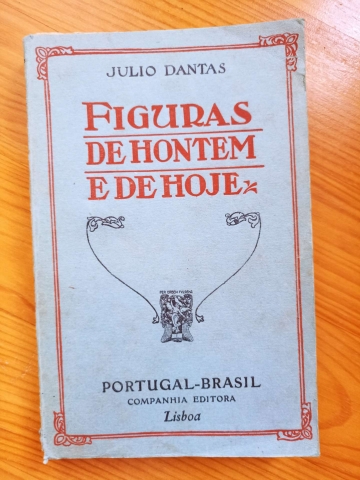 JULIO DANTAS
FIGURAS
DE HONTEM
E DE HOJE
PORTUGAL-BRASIL
COMPANHIA EDITORA
Lisboa